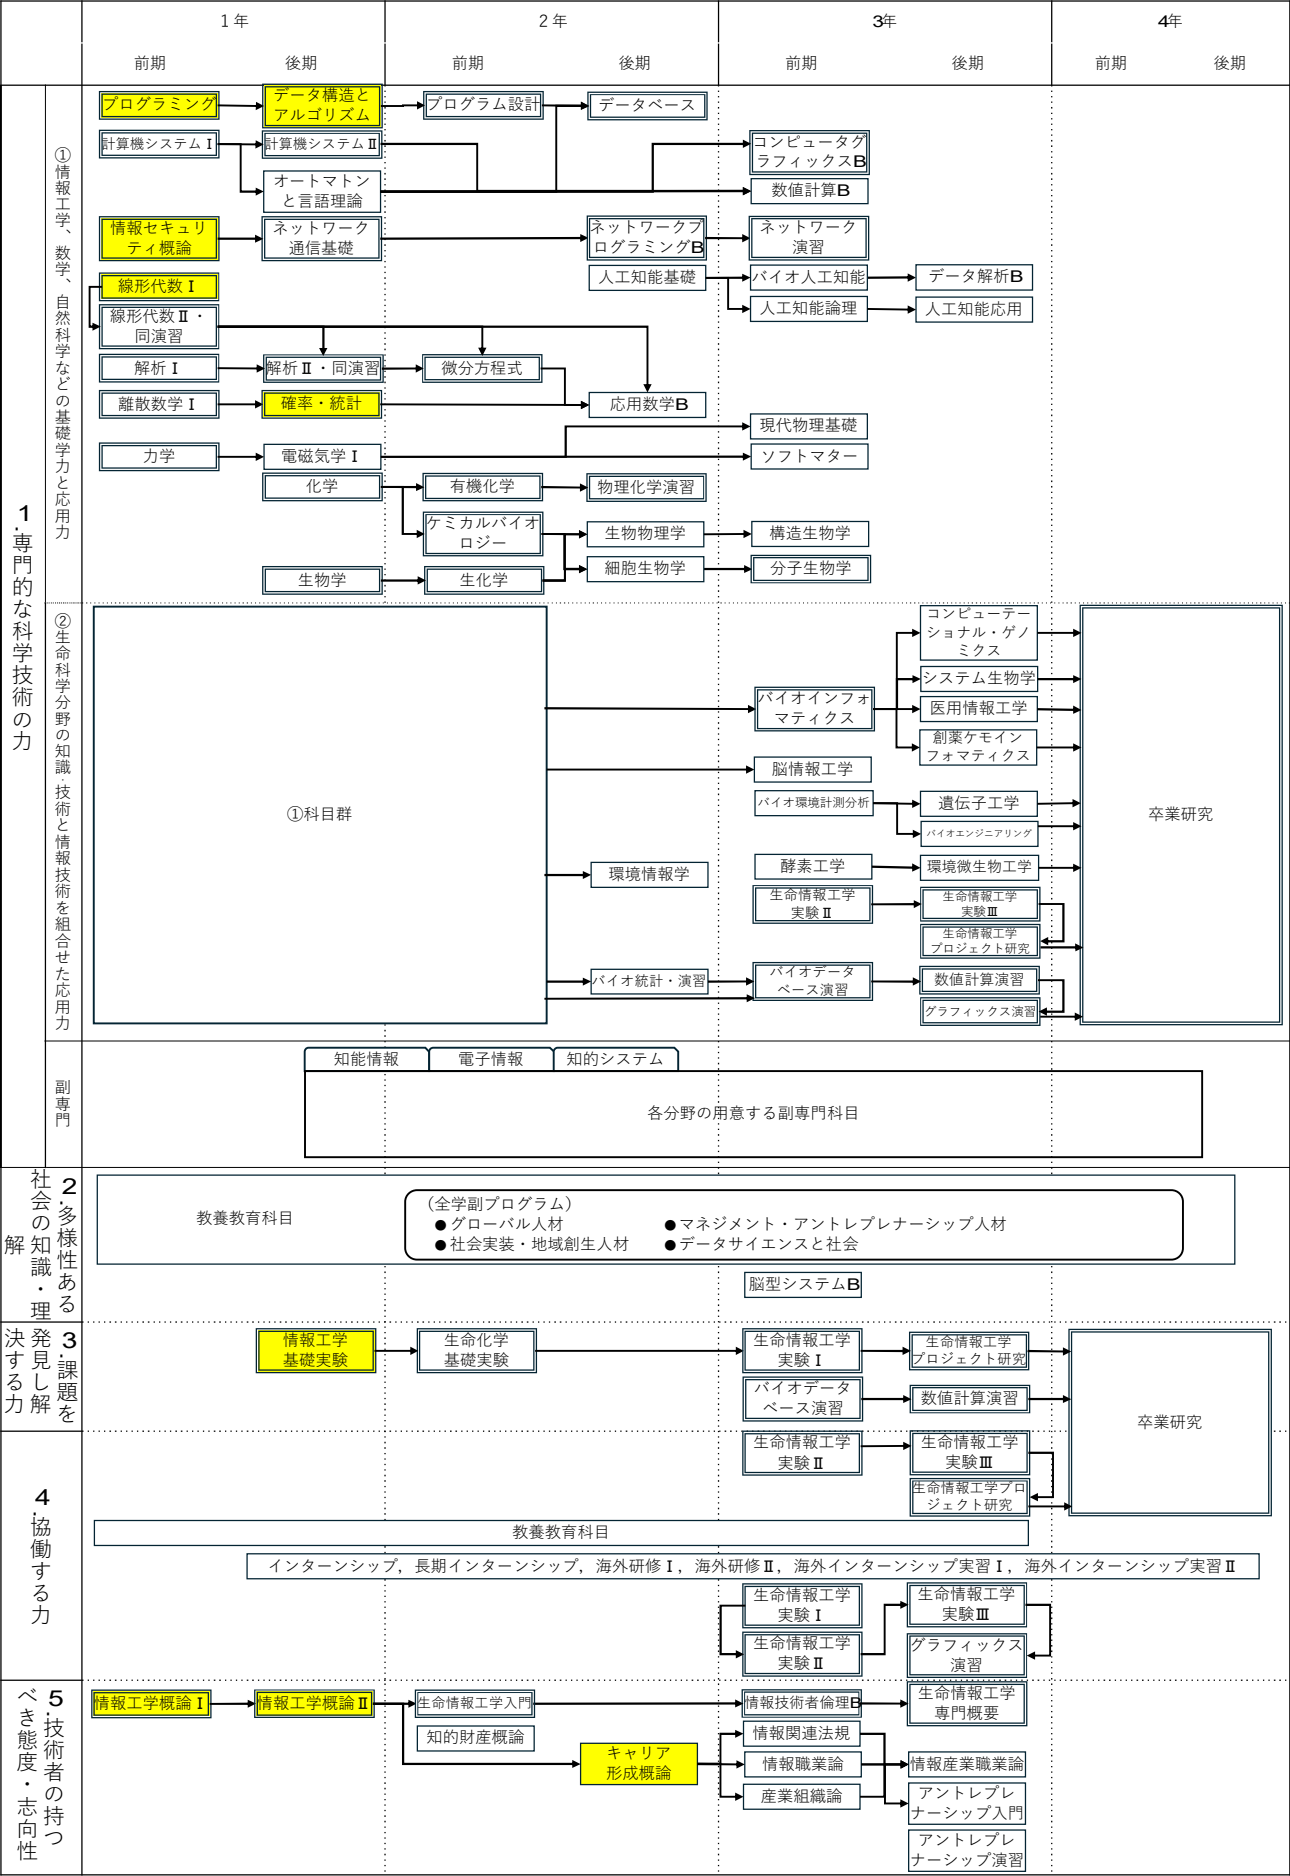 1年
2年
3年
4年
前期
後期
前期
後期
前期
後期
前期
後期
1.専門的な科学技術の力
①情報工学、数学、自然科学などの基礎学力と応用力
プログラミング
データ構造と
アルゴリズム
プログラム設計
データベース
計算機システムⅠ
計算機システムⅡ
コンピュータグ
ラフィックスB
オートマトン
と言語理論
数値計算B
情報セキュリ
ティ概論
ネットワーク
通信基礎
ネットワークプ
ログラミングB
ネットワーク
演習
人工知能基礎
バイオ人工知能
データ解析B
線形代数Ⅰ
人工知能論理
人工知能応用
線形代数Ⅱ・
同演習
解析Ⅰ
解析Ⅱ・同演習
微分方程式
離散数学Ⅰ
確率・統計
応用数学B
現代物理基礎
力学
電磁気学Ⅰ
ソフトマター
化学
有機化学
物理化学演習
ケミカルバイオ
ロジー
生物物理学
構造生物学
生物学
生化学
細胞生物学
分子生物学
②生命科学分野の知識・技術と情報技術を組合せた応用力
①科目群
コンピューテー
ショナル・ゲノ
ミクス
システム生物学
バイオインフォ
マティクス
医用情報工学
創薬ケモイン
フォマティクス
脳情報工学
バイオ環境計測分析
遺伝子工学
バイオエンジニアリング
卒業研究
環境情報学
酵素工学
環境微生物工学
生命情報工学
実験Ⅱ
生命情報工学
実験Ⅲ
生命情報工学
プロジェクト研究
バイオ統計・演習
バイオデータ
ベース演習
数値計算演習
グラフィックス演習
副専門
知能情報
電子情報
知的システム
各分野の用意する副専門科目
2.多様性ある
社会の知識・理
解
教養教育科目
（全学副プログラム）
●グローバル人材
●マネジメント・アントレプレナーシップ人材
●社会実装・地域創生人材
●データサイエンスと社会
脳型システムB
3.課題を
発見し解
決する力
情報工学
基礎実験
生命化学
基礎実験
生命情報工学
実験Ⅰ
生命情報工学
プロジェクト研究
バイオデータ
ベース演習
数値計算演習
卒業研究
4.協働する力
生命情報工学
実験Ⅱ
生命情報工学
実験Ⅲ
生命情報工学プロ
ジェクト研究
教養教育科目
インターンシップ，長期インターンシップ，海外研修Ⅰ，海外研修Ⅱ，海外インターンシップ実習Ⅰ，海外インターンシップ実習Ⅱ
生命情報工学
実験Ⅰ
生命情報工学
実験Ⅲ
生命情報工学
実験Ⅱ
グラフィックス
演習
5.技術者の持つ
べき態度・志向性
情報工学概論Ⅰ
情報工学概論Ⅱ
生命情報工学入門
情報技術者倫理B
生命情報工学
専門概要
知的財産概論
情報関連法規
キャリア
形成概論
情報職業論
情報産業職業論
産業組織論
アントレプレ
ナーシップ入門
アントレプレ
ナーシップ演習